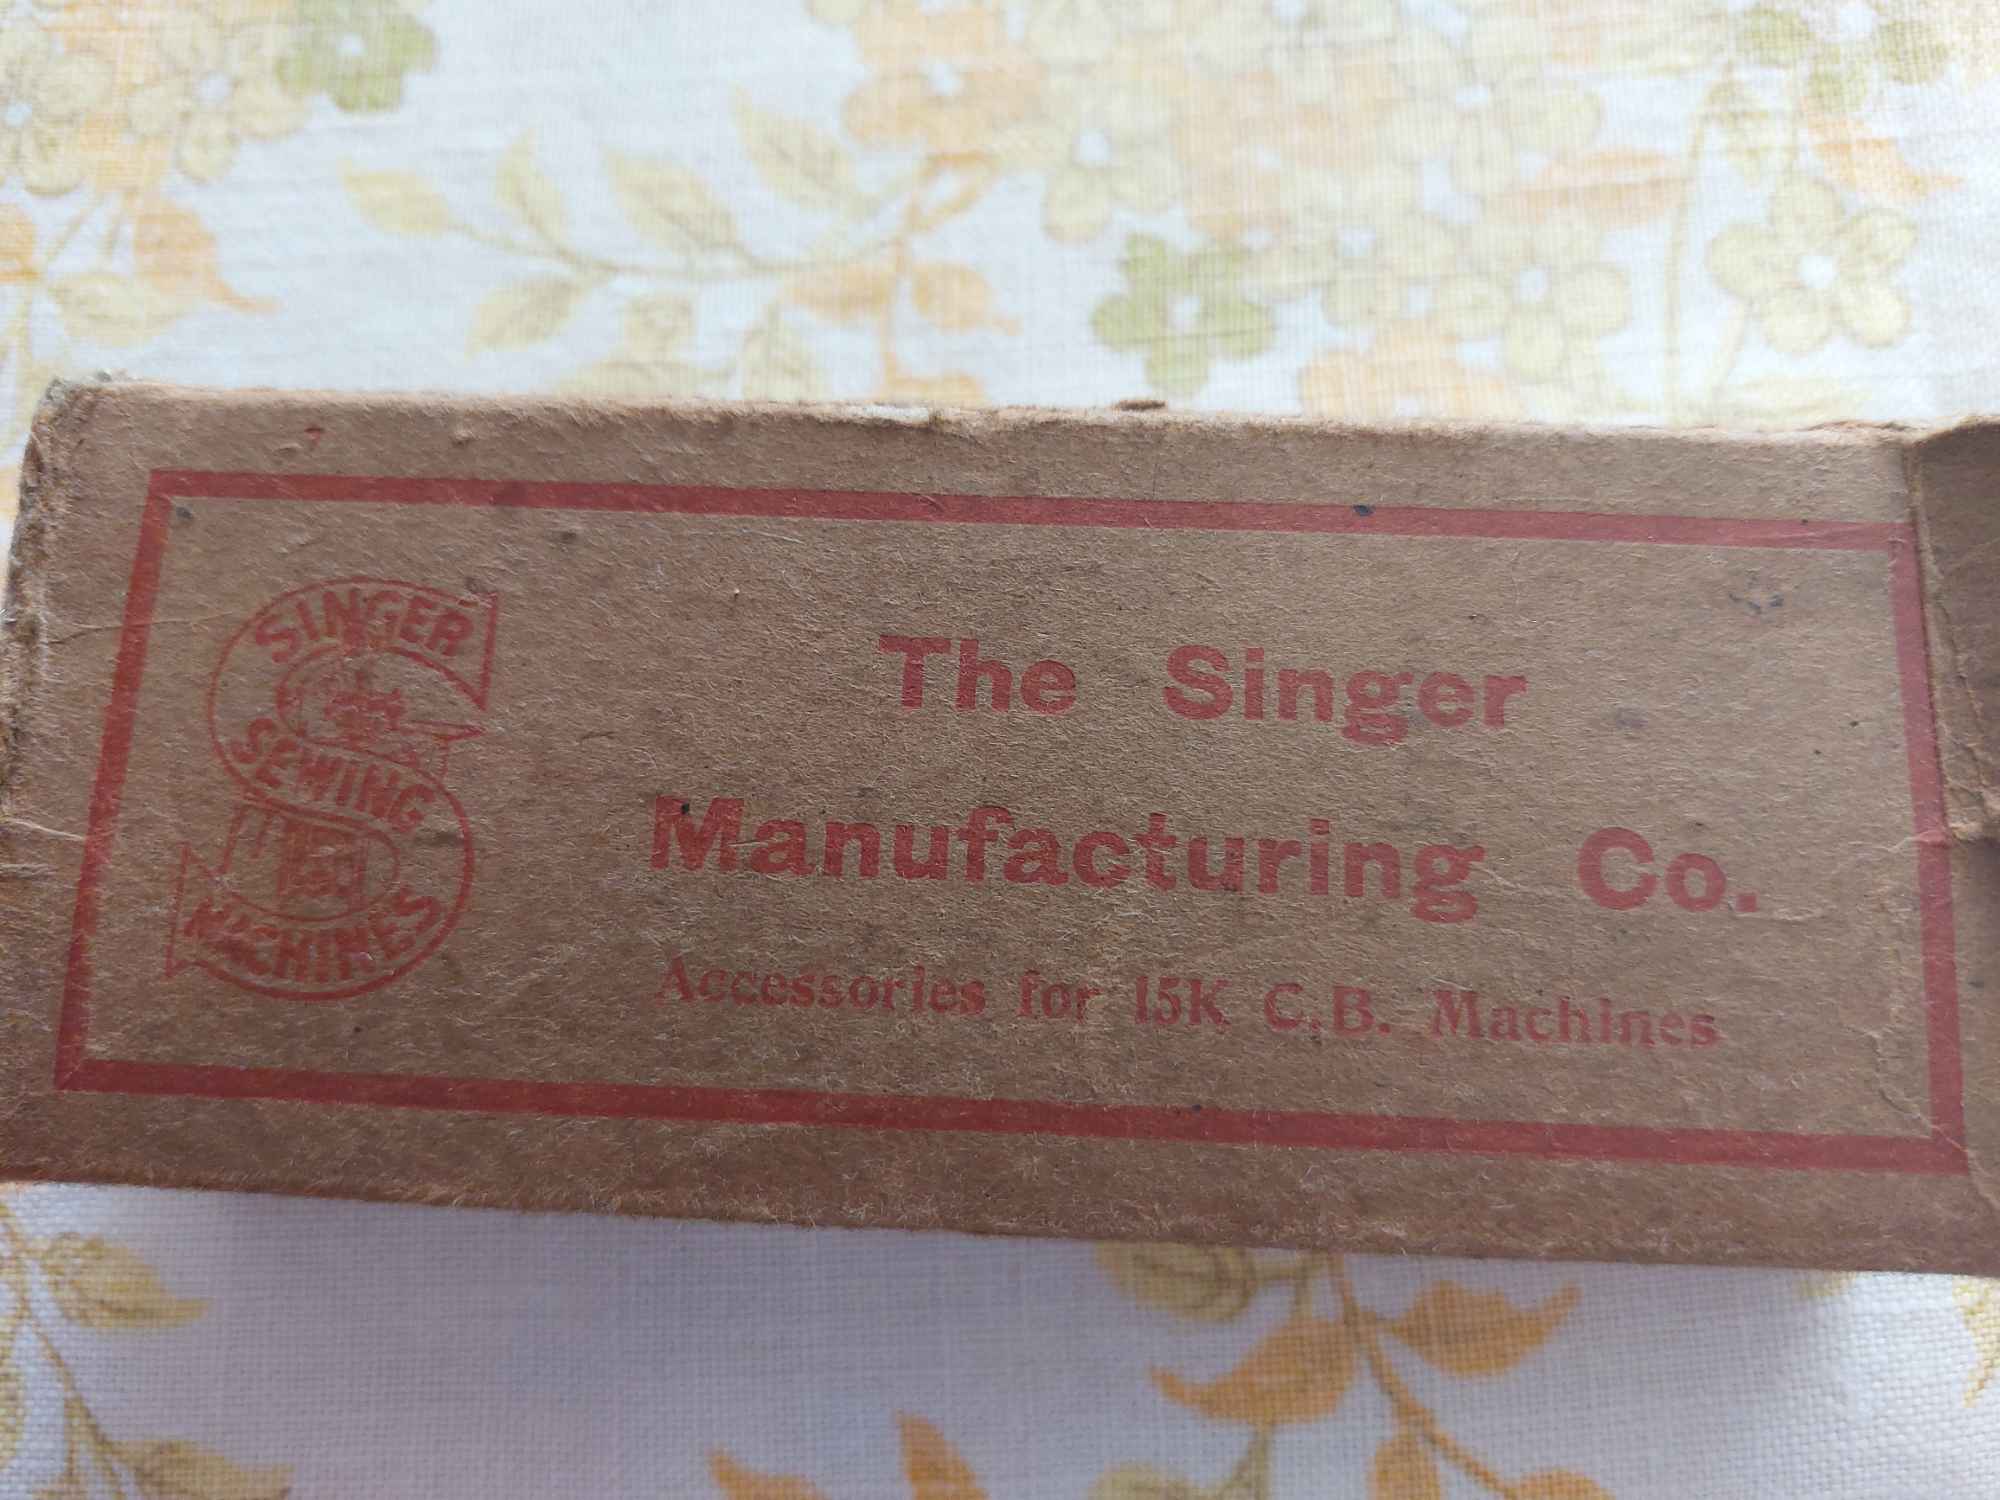 SINGER
SEWING
MACHINES
The Singer
Manufacturing Co.
Accessories for 15K C.B. Machines